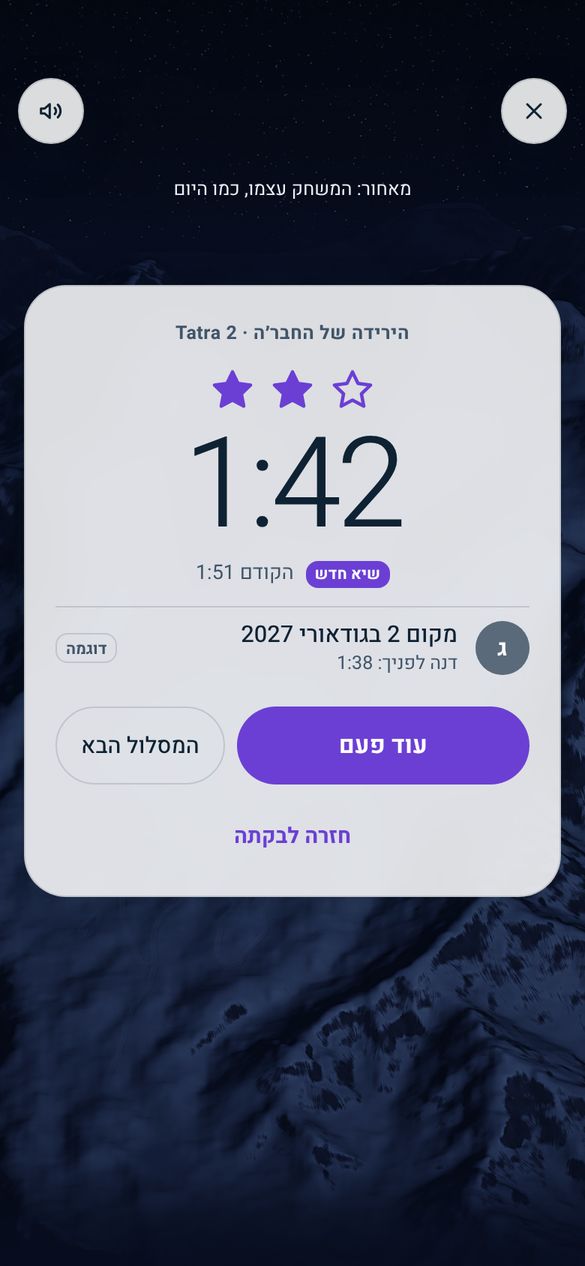 מאחור: המשחק עצמו, כמו היום
הירידה של החבר׳ה · Tatra 2
1:42
שיא חדש הקודם 1:51
ג
מקום 2 בגודאורי 2027
דנה לפניך: 1:38
דוגמה
עוד פעם
המסלול הבא
חזרה לבקתה